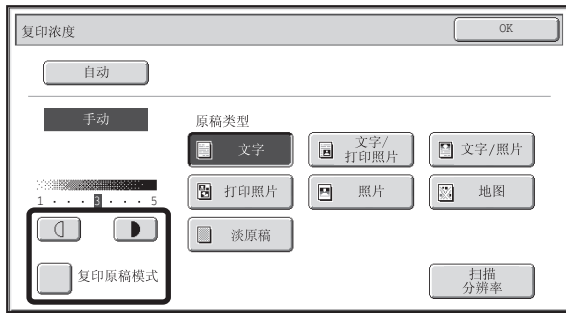 复印浓度
OK
自动
手动
原稿类型
文字
文字/
打印照片
文字/照片
打印照片
照片
地图
1 · · · 3 · · · 5
淡原稿
复印原稿模式
扫描
分辨率